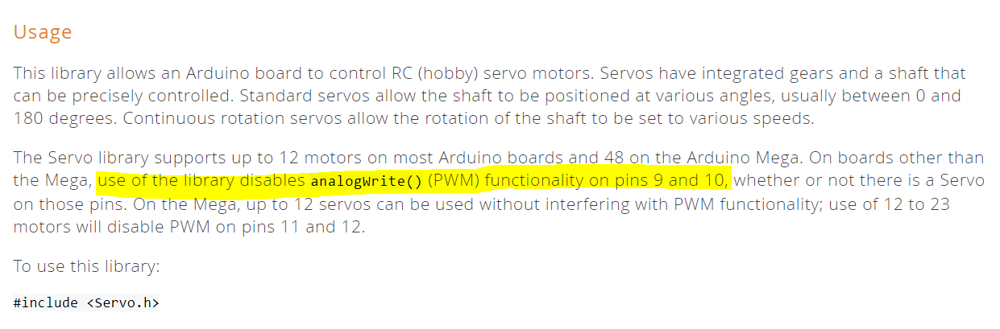 Usage
This library allows an Arduino board to control RC (hobby) servo motors. Servos have integrated gears and a shaft that
can be precisely controlled. Standard servos allow the shaft to be positioned at various angles, usually between 0 and
180 degrees. Continuous rotation servos allow the rotation of the shaft to be set to various speeds.
The Servo library supports up to 12 motors on most Arduino boards and 48 on the Arduino Mega. On boards other than
the Mega, use of the library disables analogWrite() (PWM) functionality on pins 9 and 10, whether or not there is a Servo
on those pins. On the Mega, up to 12 servos can be used without interfering with PWM functionality; use of 12 to 23
motors will disable PWM on pins 11 and 12.
To use this library:
#include <Servo.h>